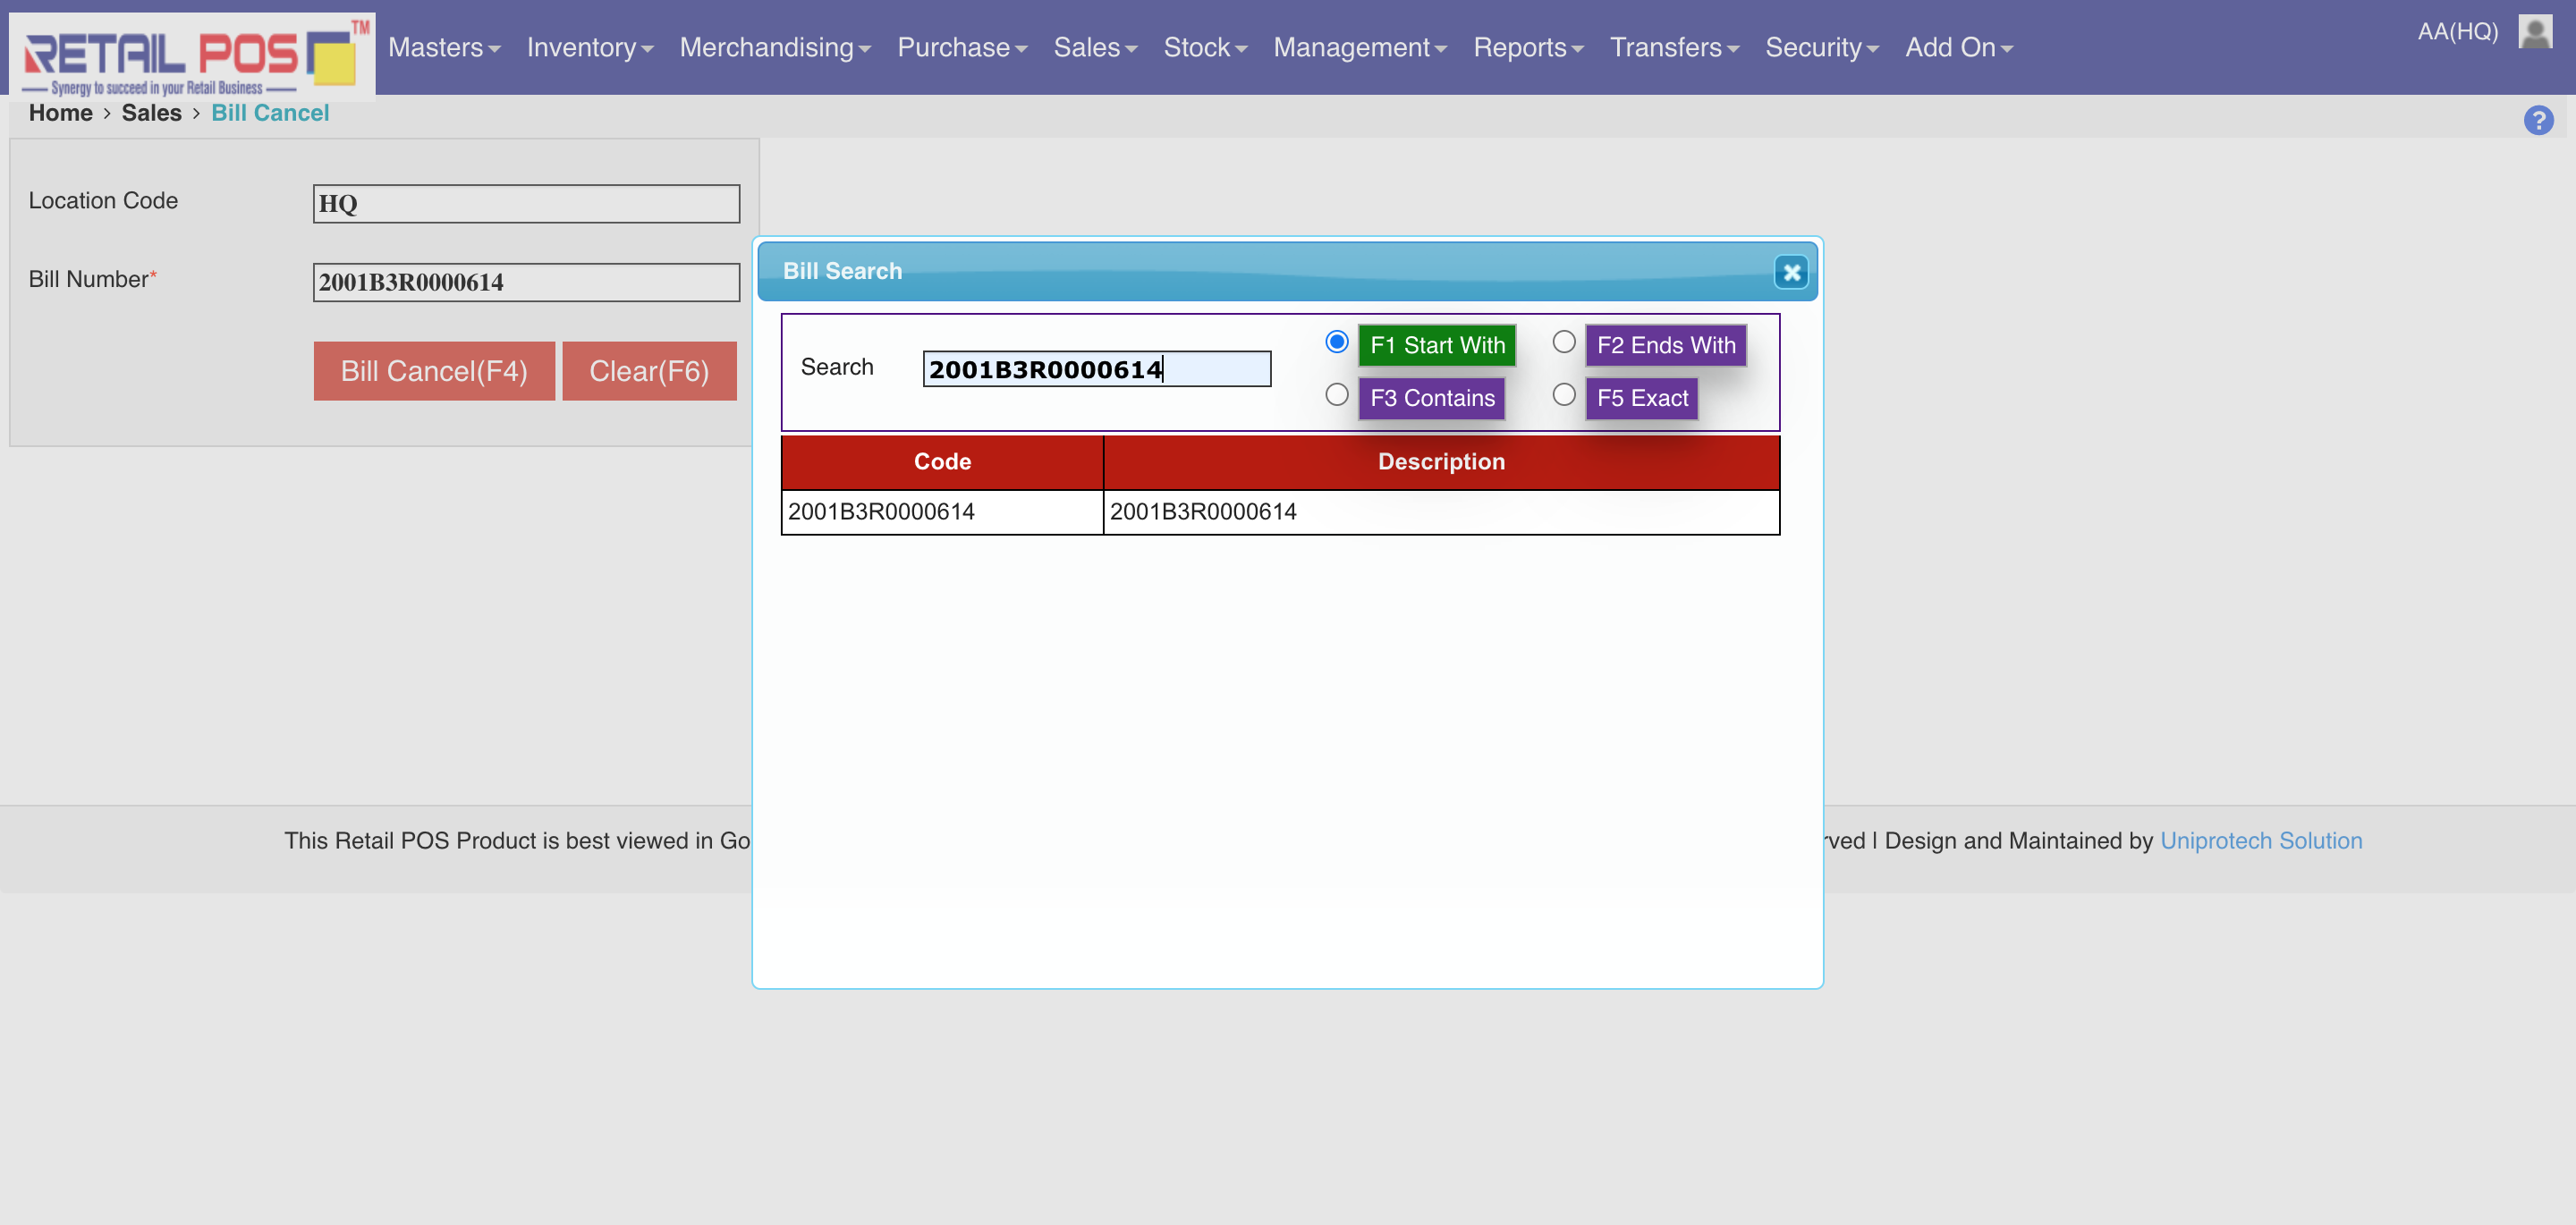 RETAIL POS TM
Synergy to succeed in your Retail Business
Masters Inventory Merchandising Purchase Sales Stock Management Reports Transfers Security Add On
AA(HQ)
Home > Sales > Bill Cancel
?
Location Code HQ
Bill Number* 2001B3R0000614
Bill Cancel(F4) Clear(F6)
Bill Search
Search 2001B3R0000614
F1 Start With F2 Ends With
F3 Contains F5 Exact
Code Description
2001B3R0000614 2001B3R0000614
This Retail POS Product is best viewed in Go
rved | Design and Maintained by Uniprotech Solution